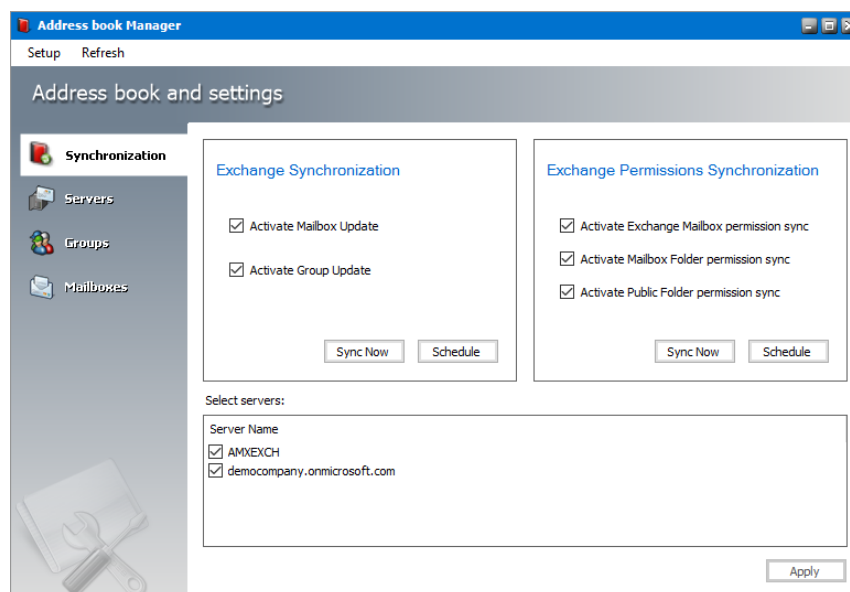 Address book Manager
Setup Refresh
Address book and settings
Synchronization
Servers
Groups
Mailboxes
Exchange Synchronization
Activate Mailbox Update
Activate Group Update
Sync Now Schedule
Exchange Permissions Synchronization
Activate Exchange Mailbox permission sync
Activate Mailbox Folder permission sync
Activate Public Folder permission sync
Sync Now Schedule
Select servers:
Server Name
AMXEXCH
democompany.onmicrosoft.com
Apply